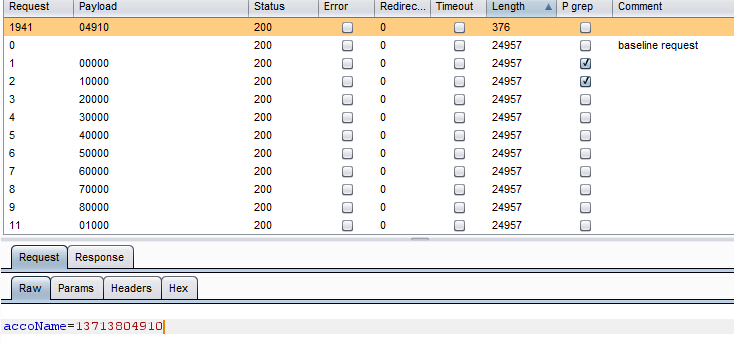 Request Payload Status Error Redirec... Timeout Length P grep Comment
1941 04910 200 0 376
0 200 0 24957 baseline request
1 00000 200 0 24957
2 10000 200 0 24957
3 20000 200 0 24957
4 30000 200 0 24957
5 40000 200 0 24957
6 50000 200 0 24957
7 60000 200 0 24957
8 70000 200 0 24957
9 80000 200 0 24957
11 01000 200 0 24957
Request Response
Raw Params Headers Hex
accoName=13713804910